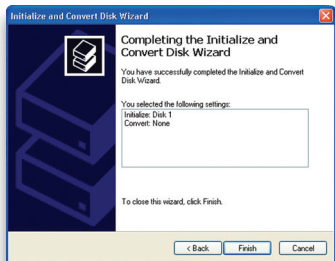 Initialize and Convert Disk Wizard
Completing the Initialize and
Convert Disk Wizard
You have successfully completed the Initialize and Convert
Disk Wizard.
You selected the following settings:
Initialize: Disk 1
Convert: None
To close this wizard, click Finish.
< Back
Finish
Cancel